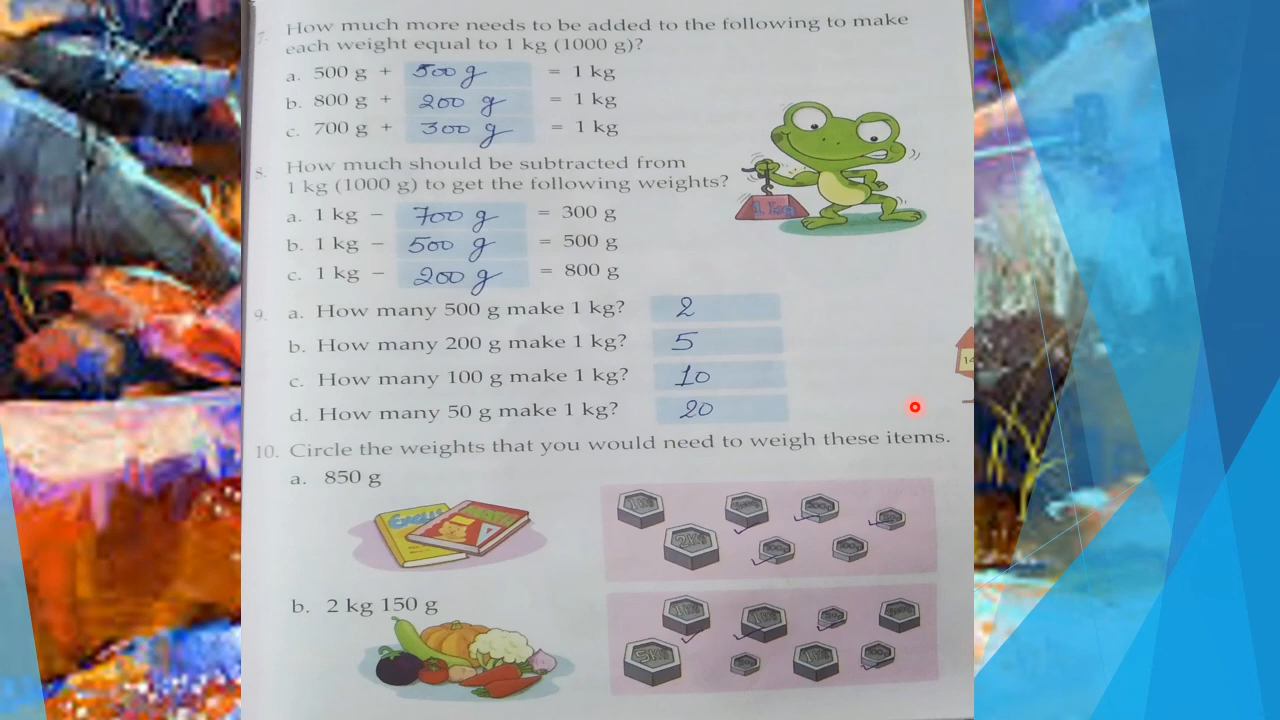 7. How much more needs to be added to the following to make
each weight equal to 1 kg (1000 g)?
a. 500 g + 500 g = 1 kg
b. 800 g + 200 g = 1 kg
c. 700 g + 300 g = 1 kg
8. How much should be subtracted from
1 kg (1000 g) to get the following weights?
1 kg
a. 1 kg − 700 g = 300 g
b. 1 kg − 500 g = 500 g
c. 1 kg − 200 g = 800 g
9. a. How many 500 g make 1 kg? 2
b. How many 200 g make 1 kg? 5
c. How many 100 g make 1 kg? 10
d. How many 50 g make 1 kg? 20
14
10. Circle the weights that you would need to weigh these items.
a. 850 g
2KG
b. 2 kg 150 g
5KG